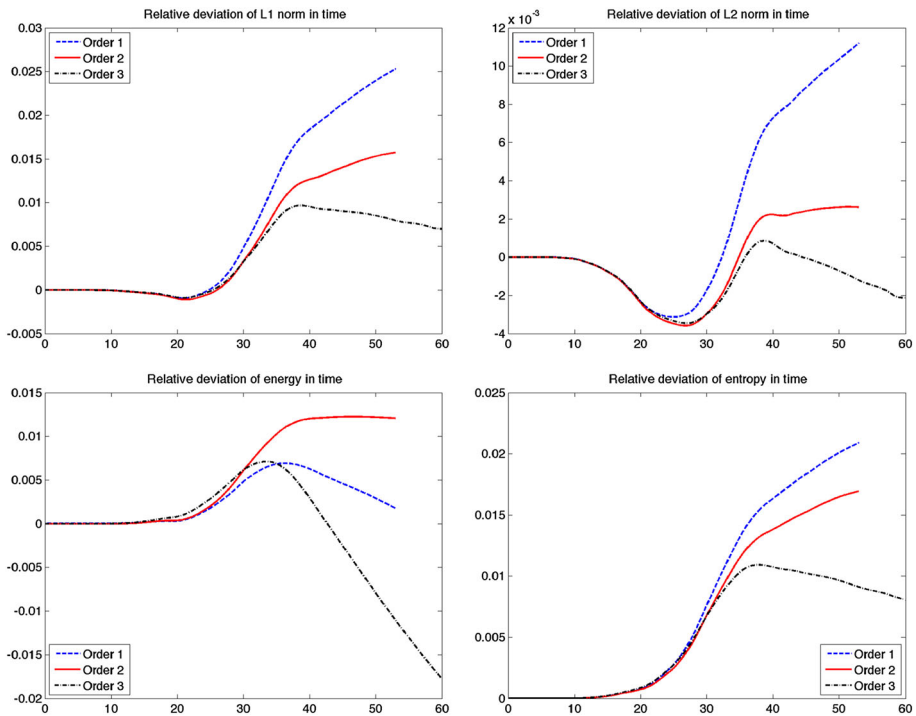 Relative deviation of L1 norm in time
0.03
0.025
0.02
0.015
0.01
0.005
0
-0.005
0 10 20 30 40 50 60
Order 1
Order 2
Order 3
Relative deviation of L2 norm in time
12 x 10⁻³
10
8
6
4
2
0
-2
-4
0 10 20 30 40 50 60
Order 1
Order 2
Order 3
Relative deviation of energy in time
0.015
0.01
0.005
0
-0.005
-0.01
-0.015
-0.02
0 10 20 30 40 50 60
Order 1
Order 2
Order 3
Relative deviation of entropy in time
0.025
0.02
0.015
0.01
0.005
0
0 10 20 30 40 50 60
Order 1
Order 2
Order 3